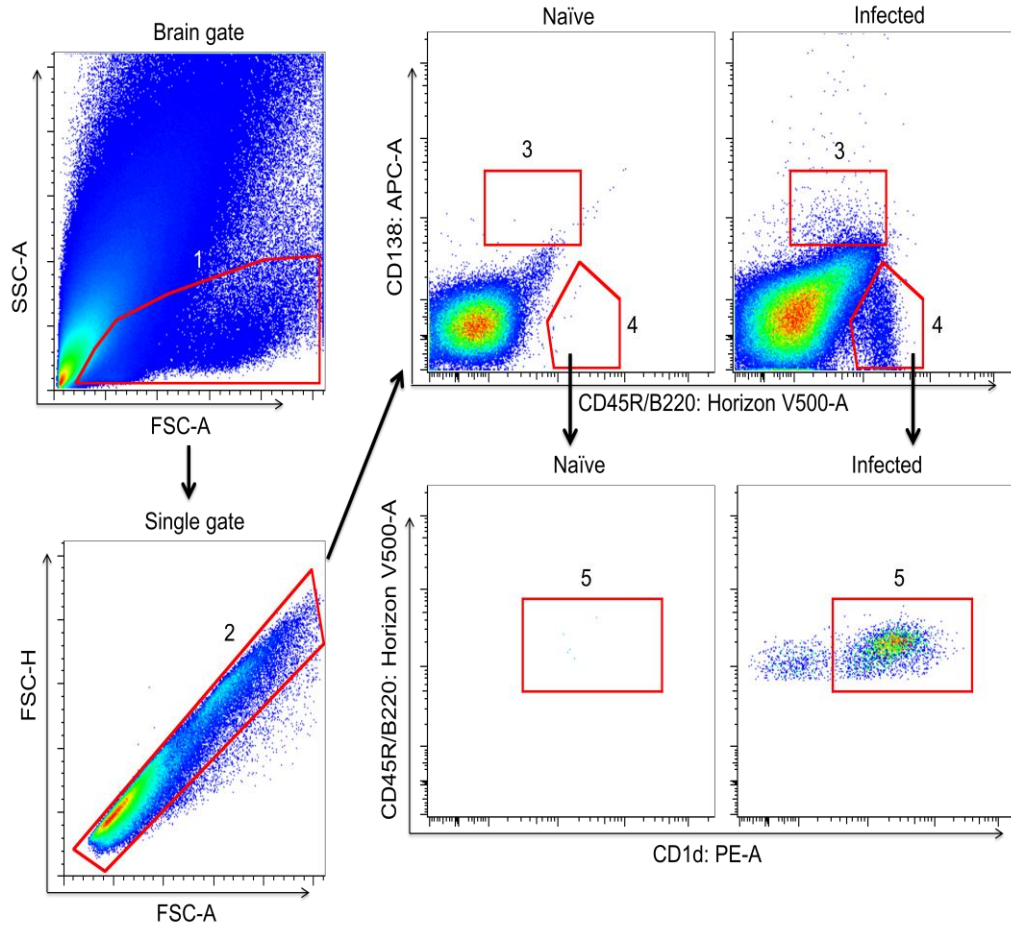 Brain gate
SSC-A
1
FSC-A
Single gate
FSC-H
2
FSC-A
Naïve
Infected
CD138: APC-A
3
4
3
4
CD45R/B220: Horizon V500-A
Naïve
Infected
CD45R/B220: Horizon V500-A
5
5
CD1d: PE-A